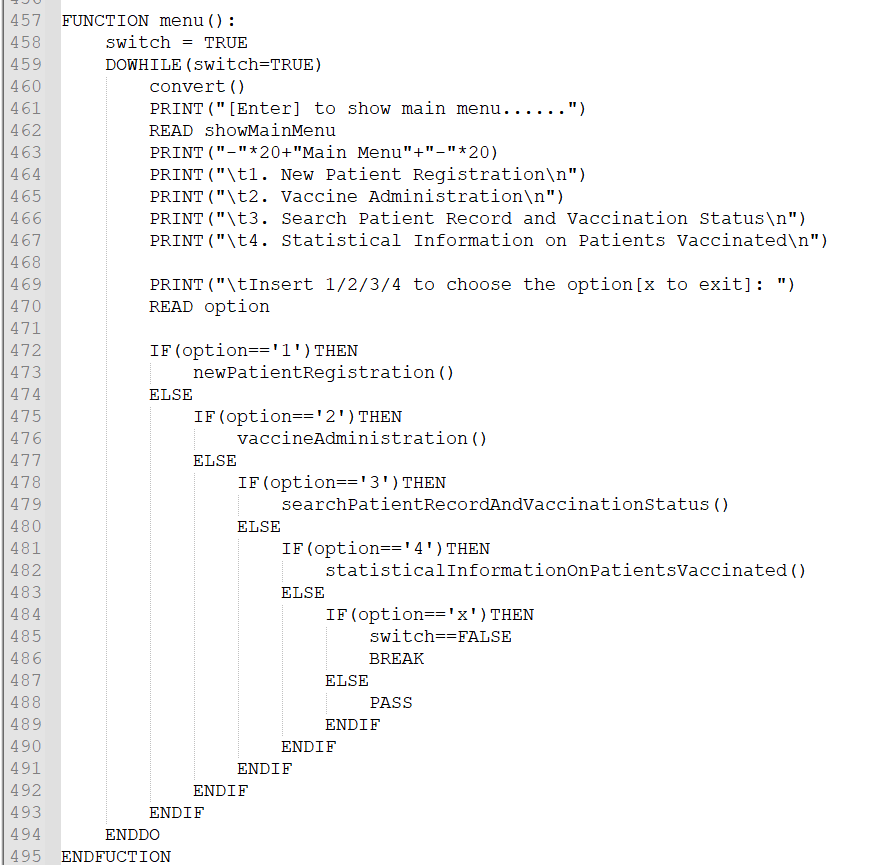 457 FUNCTION menu():
458     switch = TRUE
459     DOWHILE(switch=TRUE)
460         convert()
461         PRINT("[Enter] to show main menu......")
462         READ showMainMenu
463         PRINT("-"*20+"Main Menu"+"-"*20)
464         PRINT("\t1. New Patient Registration\n")
465         PRINT("\t2. Vaccine Administration\n")
466         PRINT("\t3. Search Patient Record and Vaccination Status\n")
467         PRINT("\t4. Statistical Information on Patients Vaccinated\n")
468
469         PRINT("\tInsert 1/2/3/4 to choose the option[x to exit]: ")
470         READ option
471
472         IF(option=='1')THEN
473             newPatientRegistration()
474         ELSE
475             IF(option=='2')THEN
476                 vaccineAdministration()
477             ELSE
478                 IF(option=='3')THEN
479                     searchPatientRecordAndVaccinationStatus()
480                 ELSE
481                     IF(option=='4')THEN
482                         statisticalInformationOnPatientsVaccinated()
483                     ELSE
484                         IF(option=='x')THEN
485                             switch==FALSE
486                             BREAK
487                         ELSE
488                             PASS
489                         ENDIF
490                     ENDIF
491                 ENDIF
492             ENDIF
493         ENDIF
494     ENDDO
495 ENDFUCTION